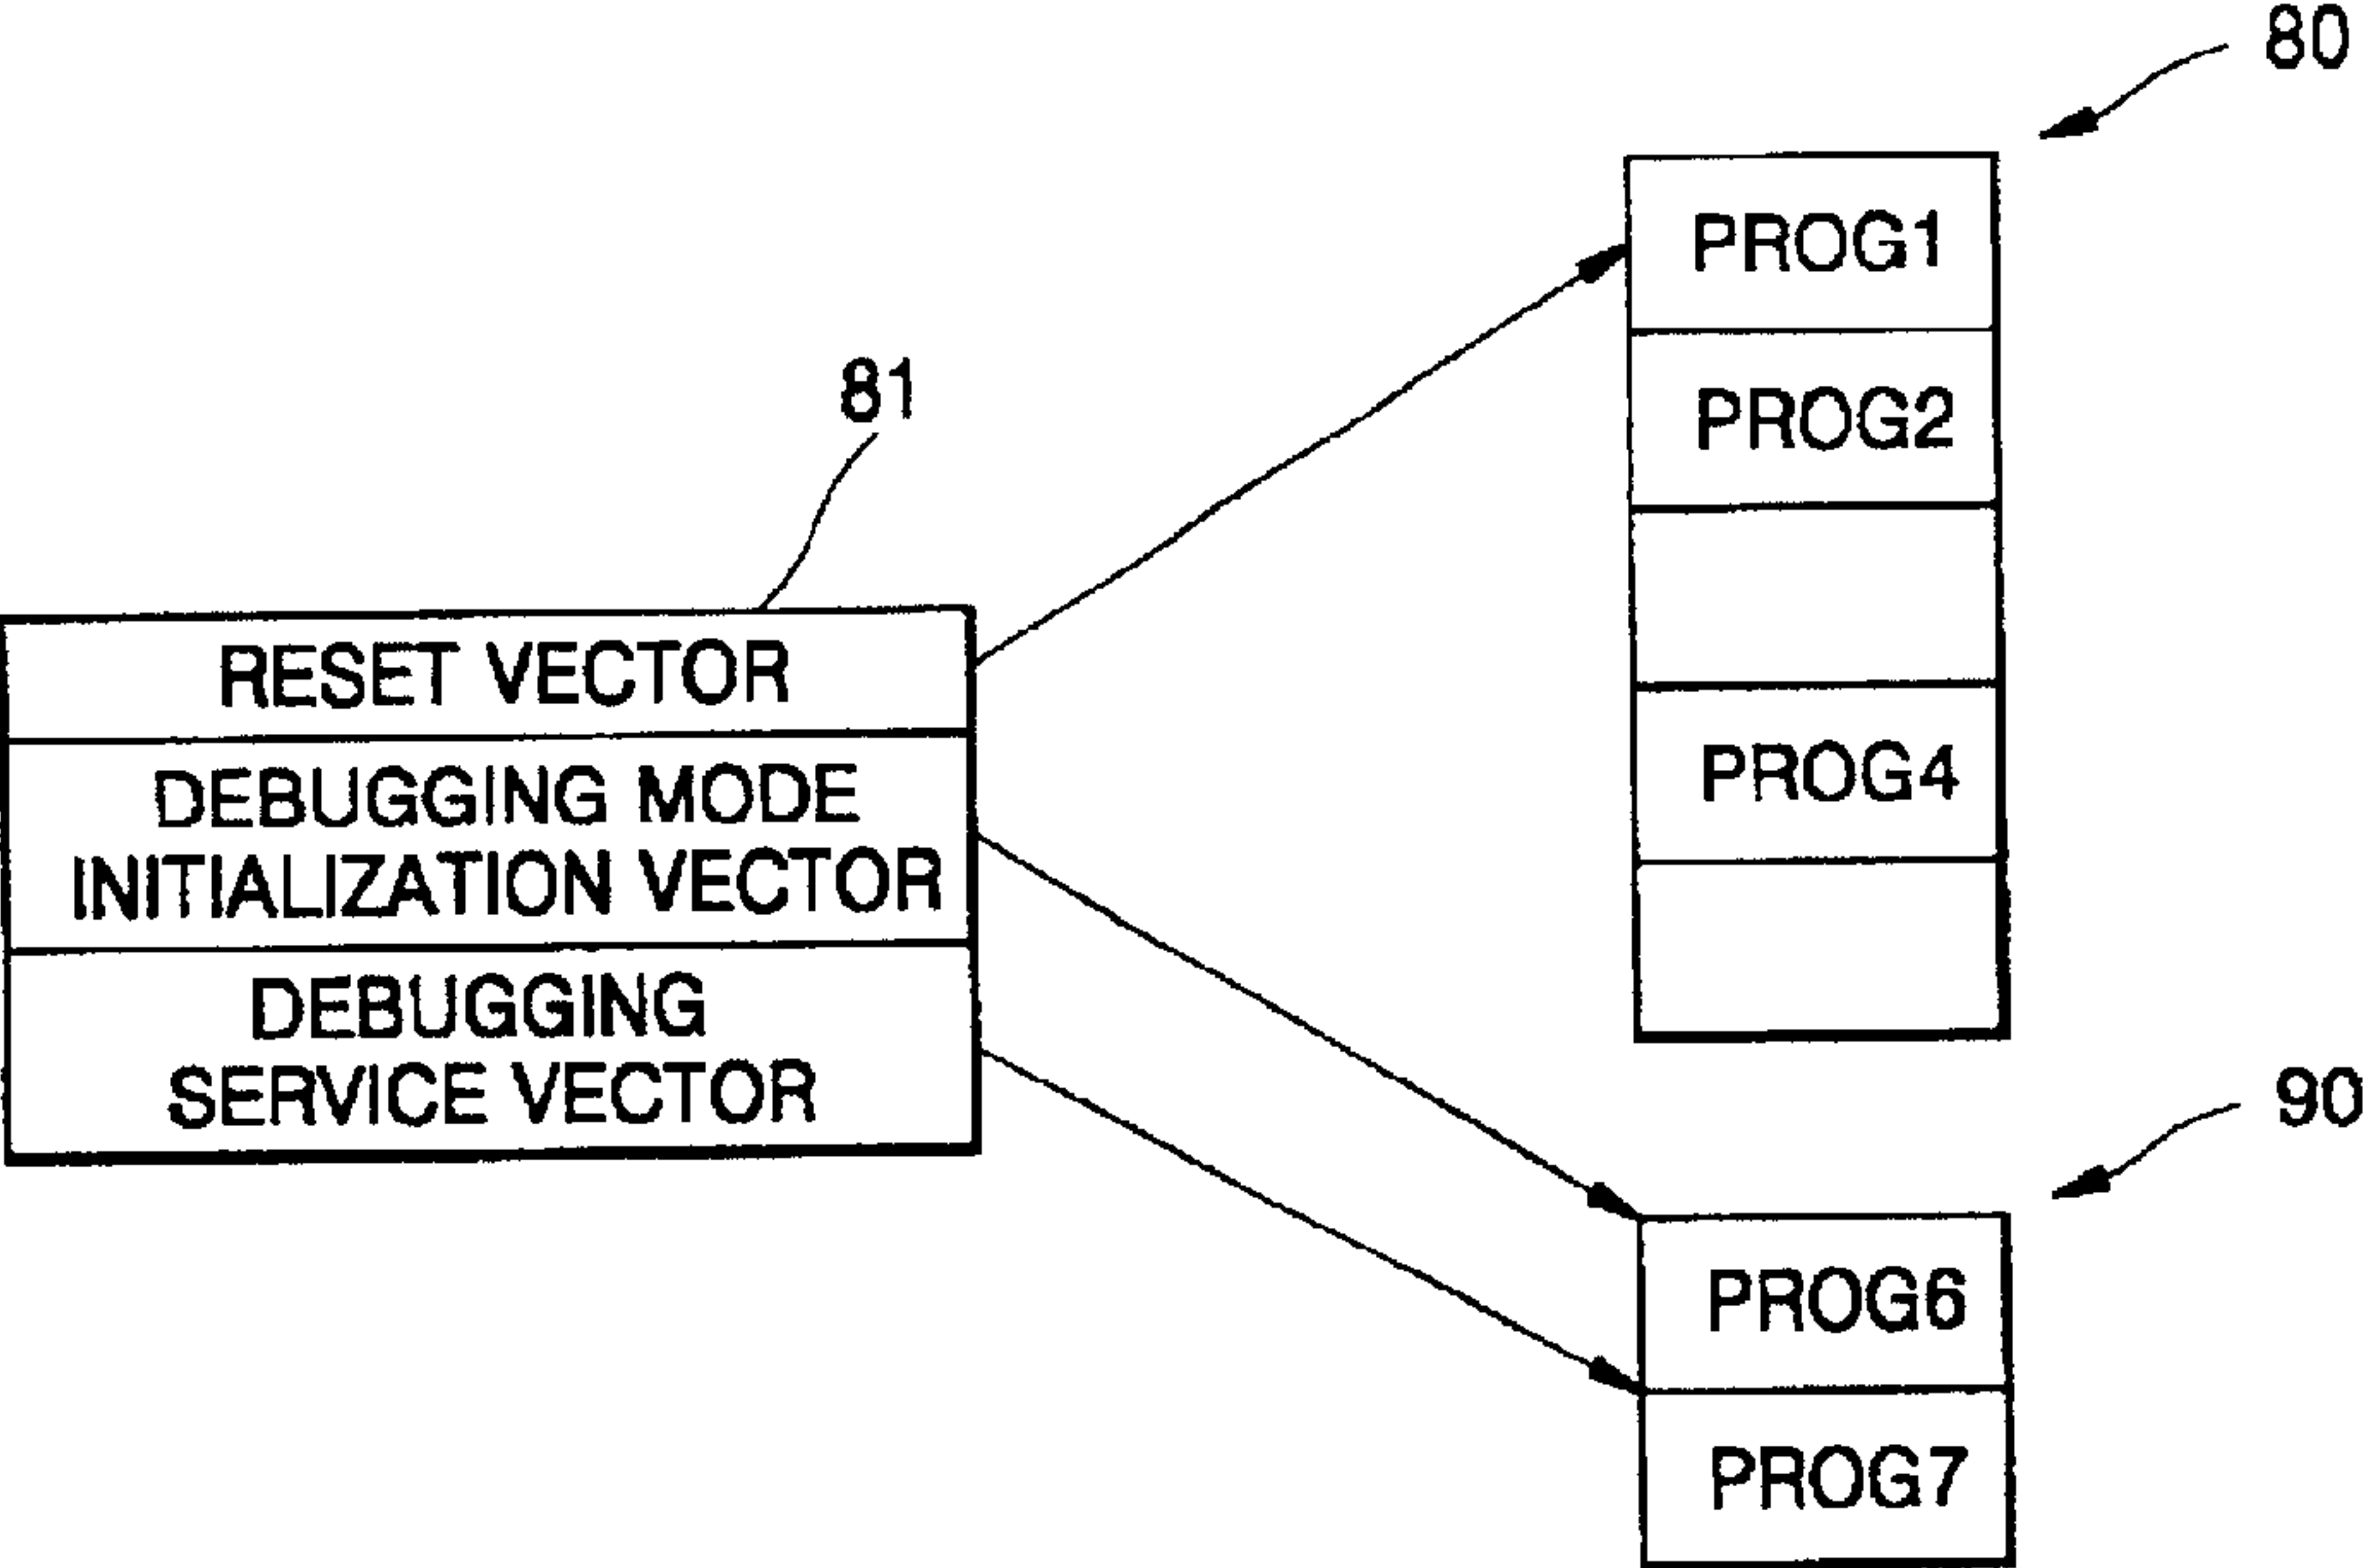 80
PROG1
PROG2
81
RESET VECTOR
DEBUGGING MODE
INITIALIZATION VECTOR
DEBUGGING
SERVICE VECTOR
PROG4
90
PROG6
PROG7